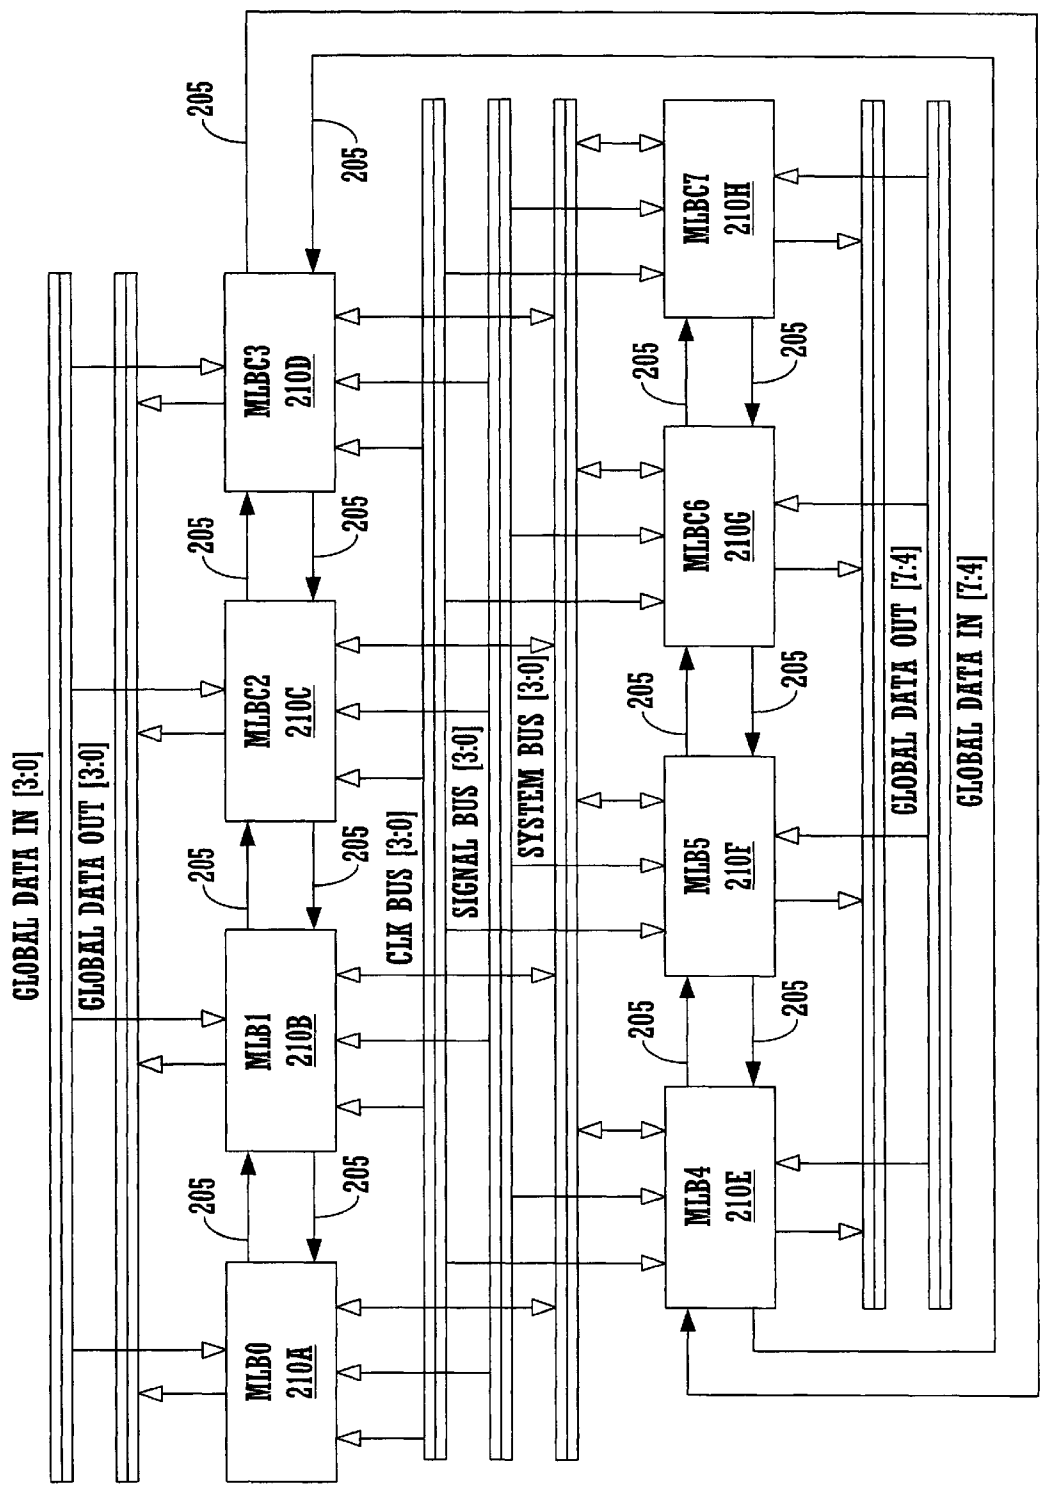 GLOBAL DATA IN [3:0]
GLOBAL DATA OUT [3:0]
205
205
205
205
205
205
205
205
MLB0
210A
MLB1
210B
MLBC2
210C
MLBC3
210D
CLK BUS [3:0]
SIGNAL BUS [3:0]
SYSTEM BUS [3:0]
205
205
205
205
205
205
MLB4
210E
MLB5
210F
MLBC6
210G
MLBC7
210H
GLOBAL DATA OUT [7:4]
GLOBAL DATA IN [7:4]